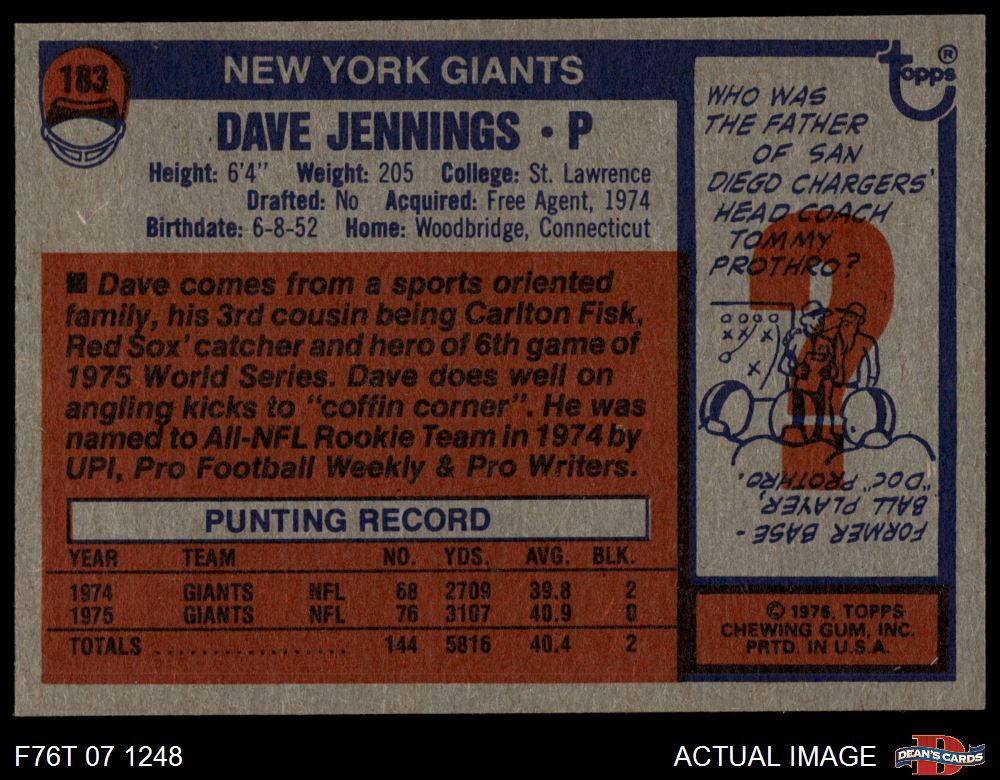 183
NEW YORK GIANTS
DAVE JENNINGS • P
Height: 6'4" Weight: 205 College: St. Lawrence
Drafted: No Acquired: Free Agent, 1974
Birthdate: 6-8-52 Home: Woodbridge, Connecticut
■ Dave comes from a sports oriented
family, his 3rd cousin being Carlton Fisk,
Red Sox' catcher and hero of 6th game of
1975 World Series. Dave does well on
angling kicks to "coffin corner". He was
named to All-NFL Rookie Team in 1974 by
UPI, Pro Football Weekly & Pro Writers.
PUNTING RECORD
YEAR TEAM NO. YDS. AVG. BLK.
1974 GIANTS NFL 68 2709 39.8 2
1975 GIANTS NFL 76 3107 40.9 0
TOTALS .................. 144 5816 40.4 2
topps®
WHO WAS
THE FATHER
OF SAN
DIEGO CHARGERS'
HEAD COACH
TOMMY
PROTHRO?
?
FORMER BASE-
BALL PLAYER,
"DOC" PROTHRO.
© 1976, TOPPS
CHEWING GUM, INC.
PRTD. IN U.S.A.
F76T 07 1248
ACTUAL IMAGE
DEAN'S CARDS